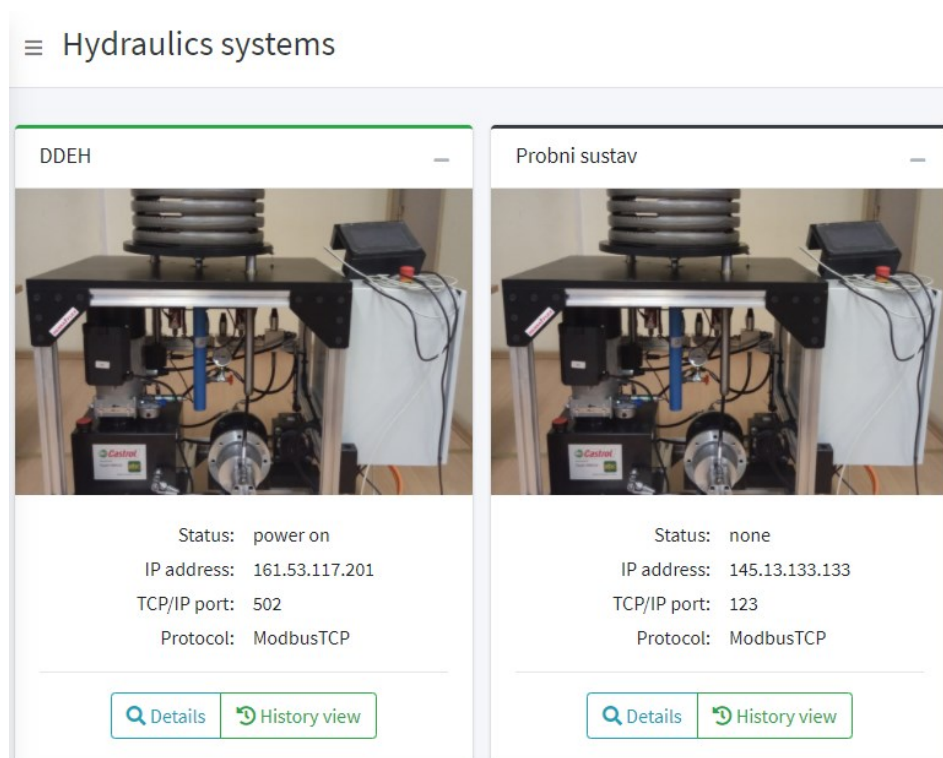 Hydraulics systems
DDEH
Castrol
Status: power on
IP address: 161.53.117.201
TCP/IP port: 502
Protocol: ModbusTCP
Details
History view
Probni sustav
Castrol
Status: none
IP address: 145.13.133.133
TCP/IP port: 123
Protocol: ModbusTCP
Details
History view